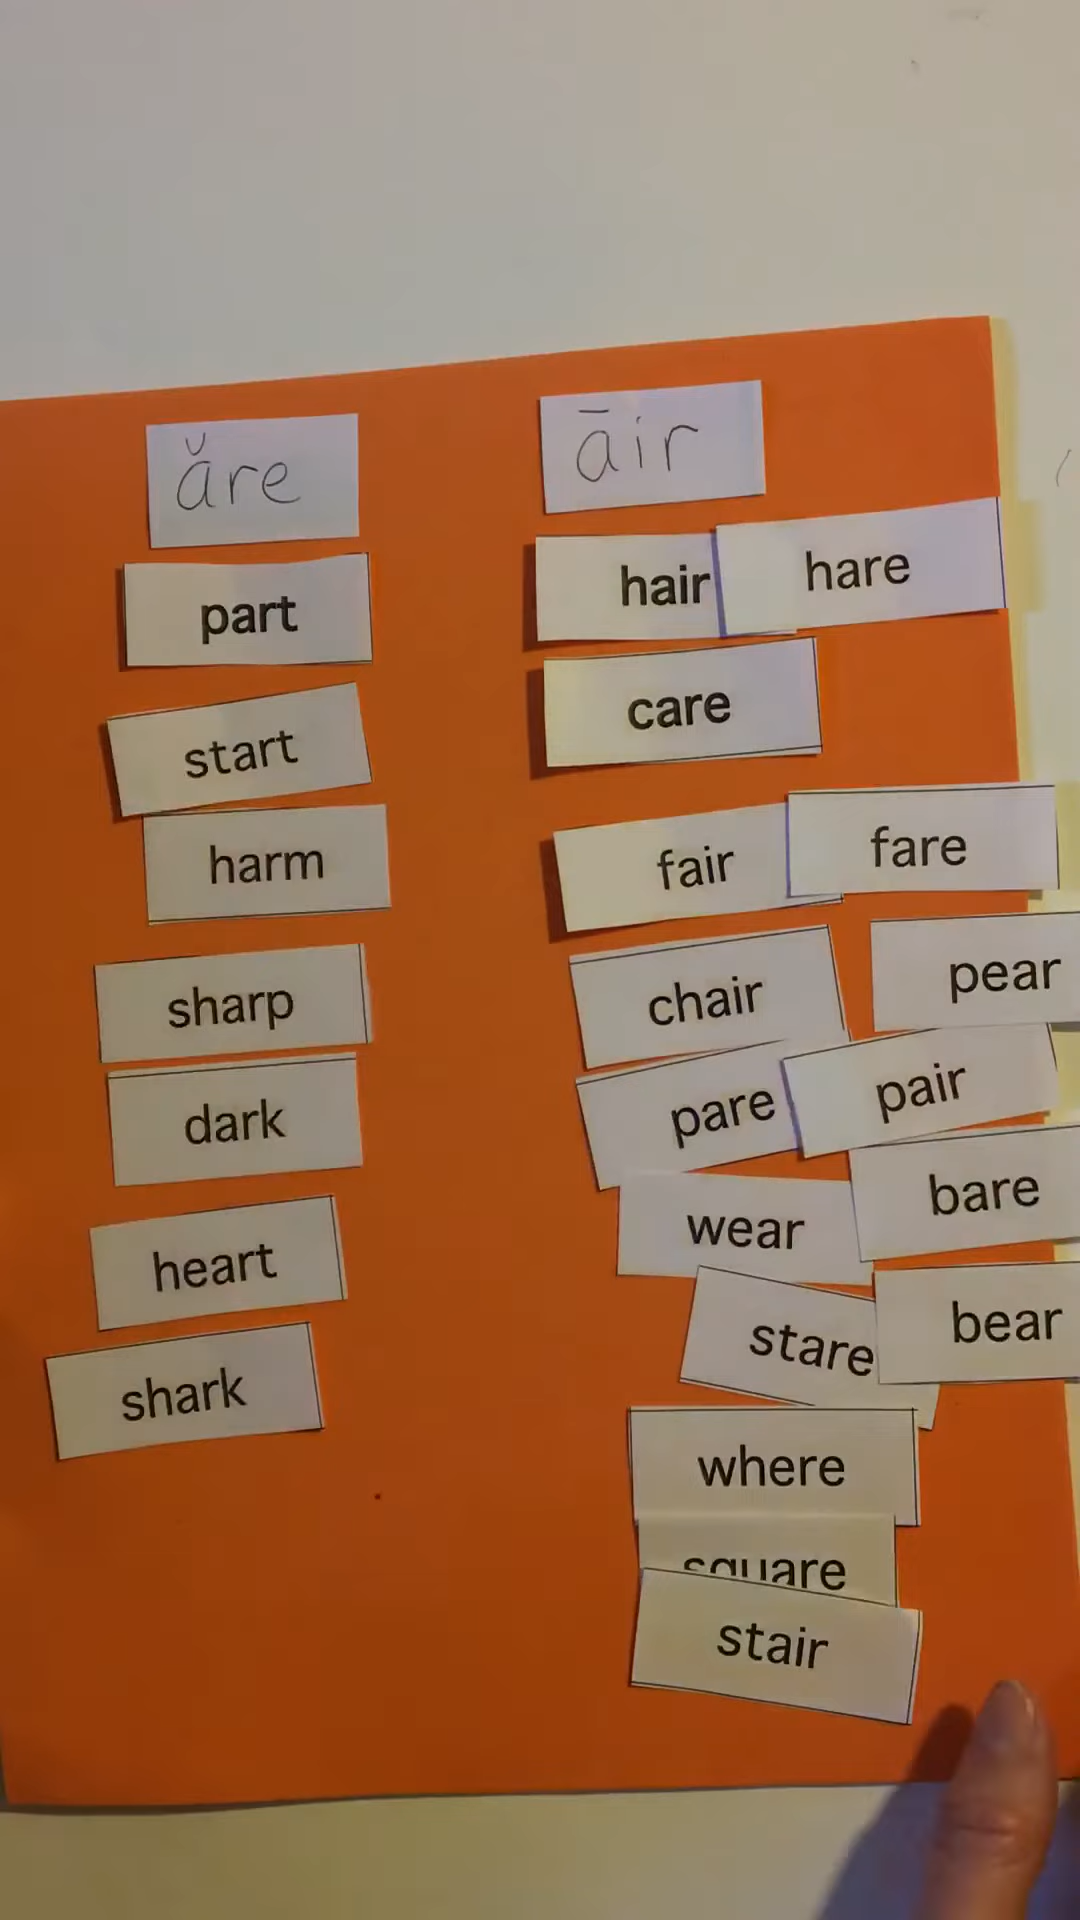 ăre
part
start
harm
sharp
dark
heart
shark
āir
hair hare
care
fair fare
chair pear
pare pair
wear bare
stare bear
where
square
stair